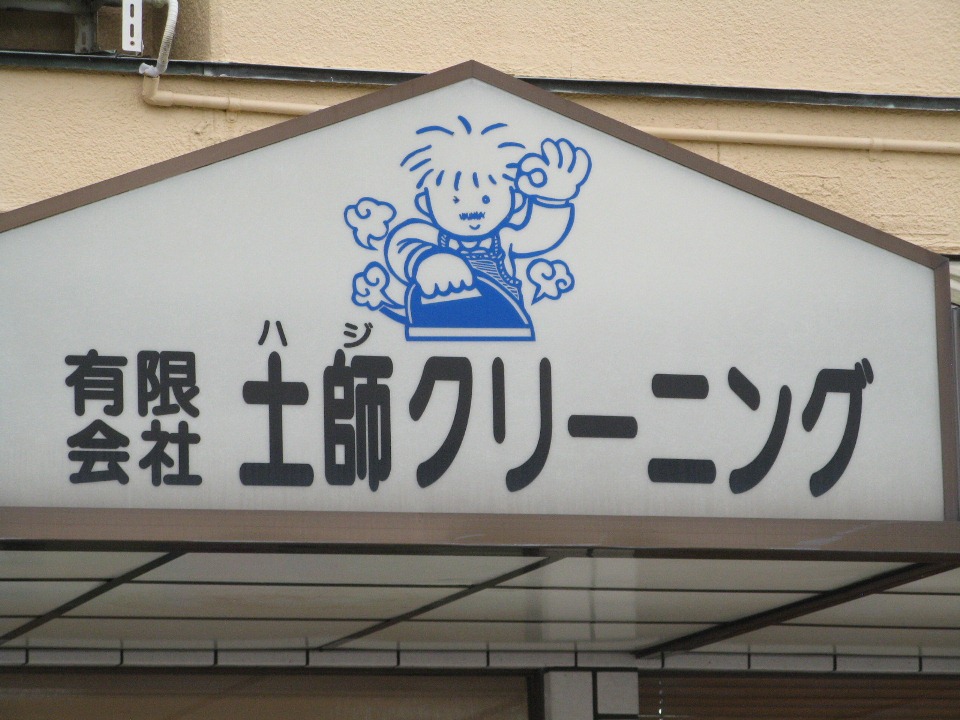 有限会社
ハジ
土師クリーニング